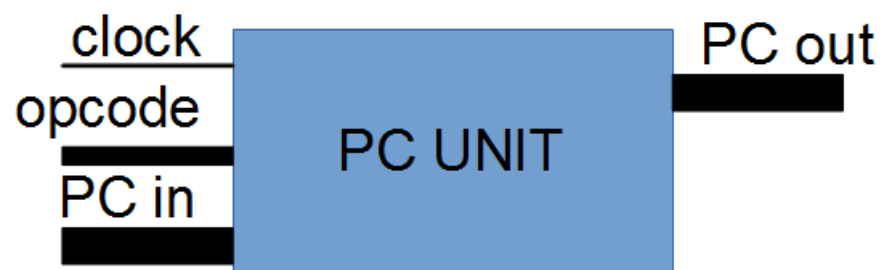 clock
opcode
PC in
PC UNIT
PC out